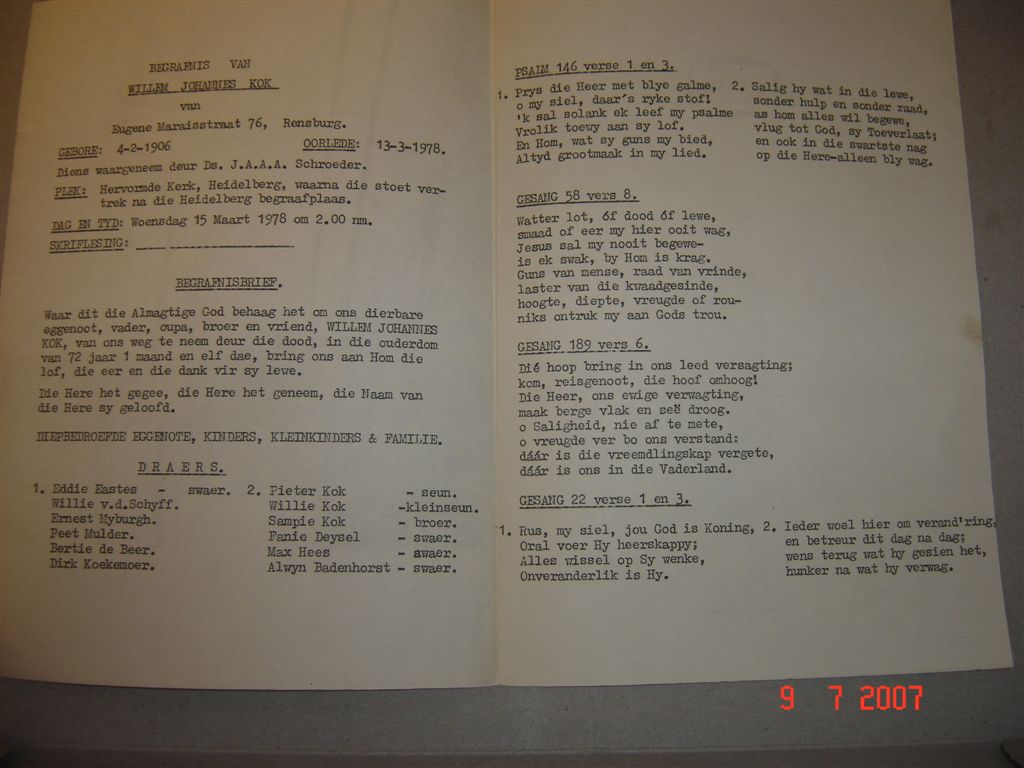 BEGRAFNIS VAN
WILLEM JOHANNES KOK
van
Eugene Maraisstraat 76, Rensburg.
GEBORE: 4-2-1906 OORLEDE: 13-3-1978.
Diens waargeneem deur Ds. J.A.A.A. Schroeder.
PLEK: Hervormde Kerk, Heidelberg, waarna die stoet ver-
trek na die Heidelberg begraafplaas.
DAG EN TYD: Woensdag 15 Maart 1978 om 2.00 nm.
SKRIFLESING:
BEGRAFNISBRIEF.
Waar dit die Almagtige God behaag het om ons dierbare
eggenoot, vader, oupa, broer en vriend, WILLEM JOHANNES
KOK, van ons weg te neem deur die dood, in die ouderdom
van 72 jaar 1 maand en elf dae, bring ons aan Hom die
lof, die eer en die dank vir sy lewe.
Die Here het gegee, die Here het geneem, die Naam van
die Here sy geloofd.
DIEPBEDROEFDE EGGENOTE, KINDERS, KLEINKINDERS & FAMILIE.
DRAERS.
1. Eddie Eastes - swaer.
Willie v.d.Schyff.
Ernest Myburgh.
Peet Mulder.
Bertie de Beer.
Dirk Koekemoer.
2. Pieter Kok - seun.
Willie Kok -kleinseun.
Sampie Kok - broer.
Fanie Deysel - swaer.
Max Hees - swaer.
Alwyn Badenhorst - swaer.
PSALM 146 verse 1 en 3.
1. Prys die Heer met blye galme,
o my siel, daar's ryke stof!
'k sal solank ek leef my psalme
Vrolik toewy aan sy lof.
En Hom, wat sy guns my bied,
Altyd grootmaak in my lied.
2. Salig hy wat in die lewe,
sonder hulp en sonder raad,
as hom alles wil begewe,
vlug tot God, sy Toeverlaat;
en ook in die swartste nag
op die Here-alleen bly wag.
GESANG 58 vers 8.
Watter lot, óf dood óf lewe,
smaad of eer my hier ooit wag,
Jesus sal my nooit begewe-
is ek swak, by Hom is krag.
Guns van mense, raad van vrinde,
laster van die kwaadgesinde,
hoogte, diepte, vreugde of rou-
niks ontruk my aan Gods trou.
GESANG 189 vers 6.
Dié hoop bring in ons leed versagting;
kom, reisgenoot, die hoof omhoog!
Die Heer, ons ewige verwagting,
maak berge vlak en seë droog.
o Saligheid, nie af te mete,
o vreugde ver bo ons verstand:
dáár is die vreemdlingskap vergete,
dáár is ons in die Vaderland.
GESANG 22 verse 1 en 3.
1. Rus, my siel, jou God is Koning,
Oral voer Hy heerskappy;
Alles wissel op Sy wenke,
Onveranderlik is Hy.
2. Ieder woel hier om verand'ring,
en betreur dit dag na dag;
wens terug wat hy gesien het,
hunker na wat hy verwag.
9 7 2007